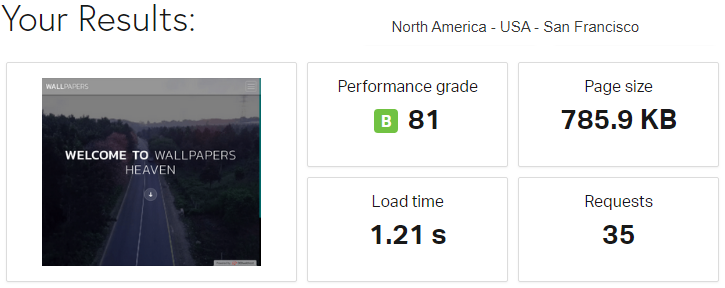 Your Results:
North America - USA - San Francisco
WALLPAPERS
WELCOME TO WALLPAPERS
HEAVEN
Performance grade
B 81
Page size
785.9 KB
Load time
1.21 s
Requests
35